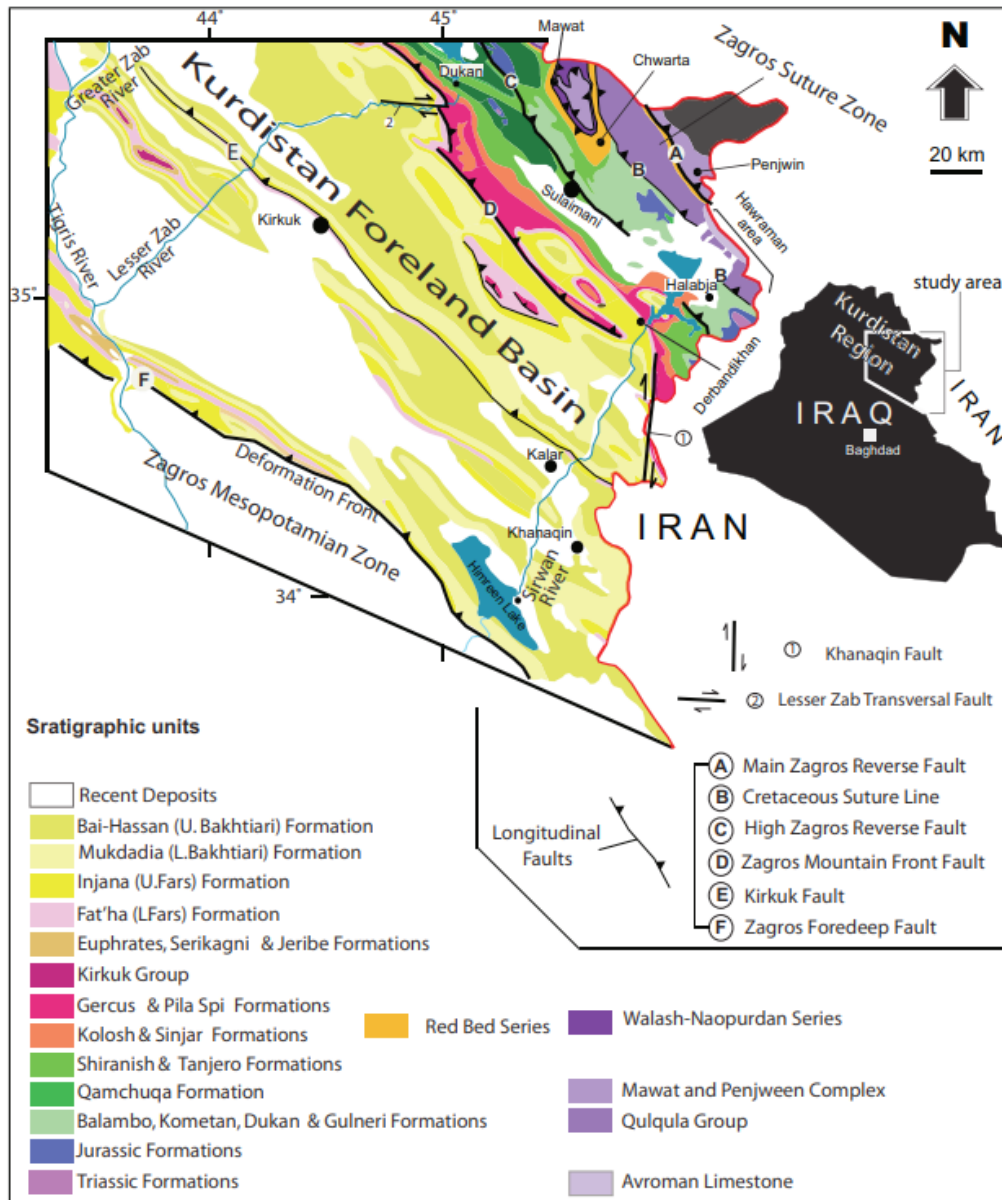 44°
45°
Mawat
Zagros Suture Zone
N
20 km
Greater Zab
River
Kurdistan Foreland Basin
Dukan
C
Chwarta
2
A
Penjwin
E
B
Sulaimani
Hawraman
area
Tigris River
Lesser Zab
River
Kirkuk
D
35°
B
Halabja
study area
Kurdistan
Region
Derbandikhan
IRAN
IRAQ
Baghdad
F
Deformation Front
Zagros Mesopotamian Zone
1
Kalar
IRAN
Khanaqin
Sirwan
River
Himreen Lake
34°
1 Khanaqin Fault
2 Lesser Zab Transversal Fault
Sratigraphic units
Recent Deposits
Bai-Hassan (U. Bakhtiari) Formation
Mukdadia (L.Bakhtiari) Formation
Injana (U.Fars) Formation
Fat'ha (LFars) Formation
Euphrates, Serikagni & Jeribe Formations
Kirkuk Group
Gercus & Pila Spi Formations
Kolosh & Sinjar Formations
Shiranish & Tanjero Formations
Qamchuqa Formation
Balambo, Kometan, Dukan & Gulneri Formations
Jurassic Formations
Triassic Formations
Red Bed Series
Walash-Naopurdan Series
Mawat and Penjween Complex
Qulqula Group
Avroman Limestone
Longitudinal
Faults
A Main Zagros Reverse Fault
B Cretaceous Suture Line
C High Zagros Reverse Fault
D Zagros Mountain Front Fault
E Kirkuk Fault
F Zagros Foredeep Fault